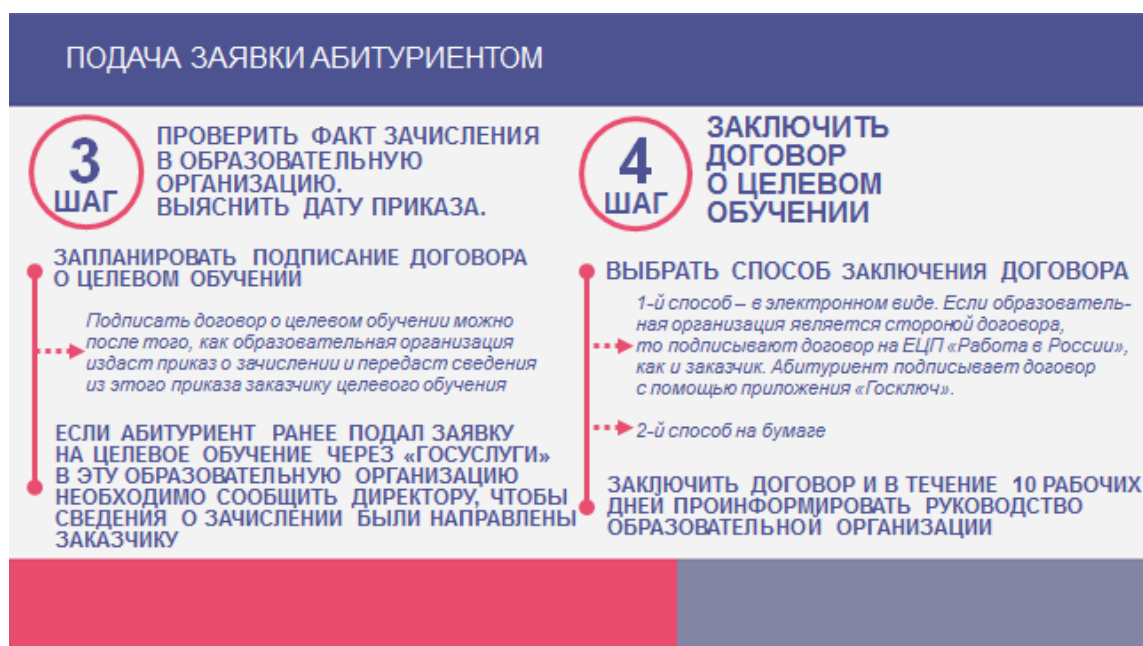 ПОДАЧА ЗАЯВКИ АБИТУРИЕНТОМ
3
ШАГ
ПРОВЕРИТЬ ФАКТ ЗАЧИСЛЕНИЯ
В ОБРАЗОВАТЕЛЬНУЮ
ОРГАНИЗАЦИЮ.
ВЫЯСНИТЬ ДАТУ ПРИКАЗА.
ЗАПЛАНИРОВАТЬ ПОДПИСАНИЕ ДОГОВОРА
О ЦЕЛЕВОМ ОБУЧЕНИИ
Подписать договор о целевом обучении можно
после того, как образовательная организация
издаст приказ о зачислении и передаст сведения
из этого приказа заказчику целевого обучения
ЕСЛИ АБИТУРИЕНТ РАНЕЕ ПОДАЛ ЗАЯВКУ
НА ЦЕЛЕВОЕ ОБУЧЕНИЕ ЧЕРЕЗ «ГОСУСЛУГИ»
В ЭТУ ОБРАЗОВАТЕЛЬНУЮ ОРГАНИЗАЦИЮ
НЕОБХОДИМО СООБЩИТЬ ДИРЕКТОРУ, ЧТОБЫ
СВЕДЕНИЯ О ЗАЧИСЛЕНИИ БЫЛИ НАПРАВЛЕНЫ
ЗАКАЗЧИКУ
4
ШАГ
ЗАКЛЮЧИТЬ
ДОГОВОР
О ЦЕЛЕВОМ
ОБУЧЕНИИ
ВЫБРАТЬ СПОСОБ ЗАКЛЮЧЕНИЯ ДОГОВОРА
1-й способ – в электронном виде. Если образователь-
ная организация является стороной договора,
то подписывают договор на ЕЦП «Работа в России»,
как и заказчик. Абитуриент подписывает договор
с помощью приложения «Госключ».
2-й способ на бумаге
ЗАКЛЮЧИТЬ ДОГОВОР И В ТЕЧЕНИЕ 10 РАБОЧИХ
ДНЕЙ ПРОИНФОРМИРОВАТЬ РУКОВОДСТВО
ОБРАЗОВАТЕЛЬНОЙ ОРГАНИЗАЦИИ